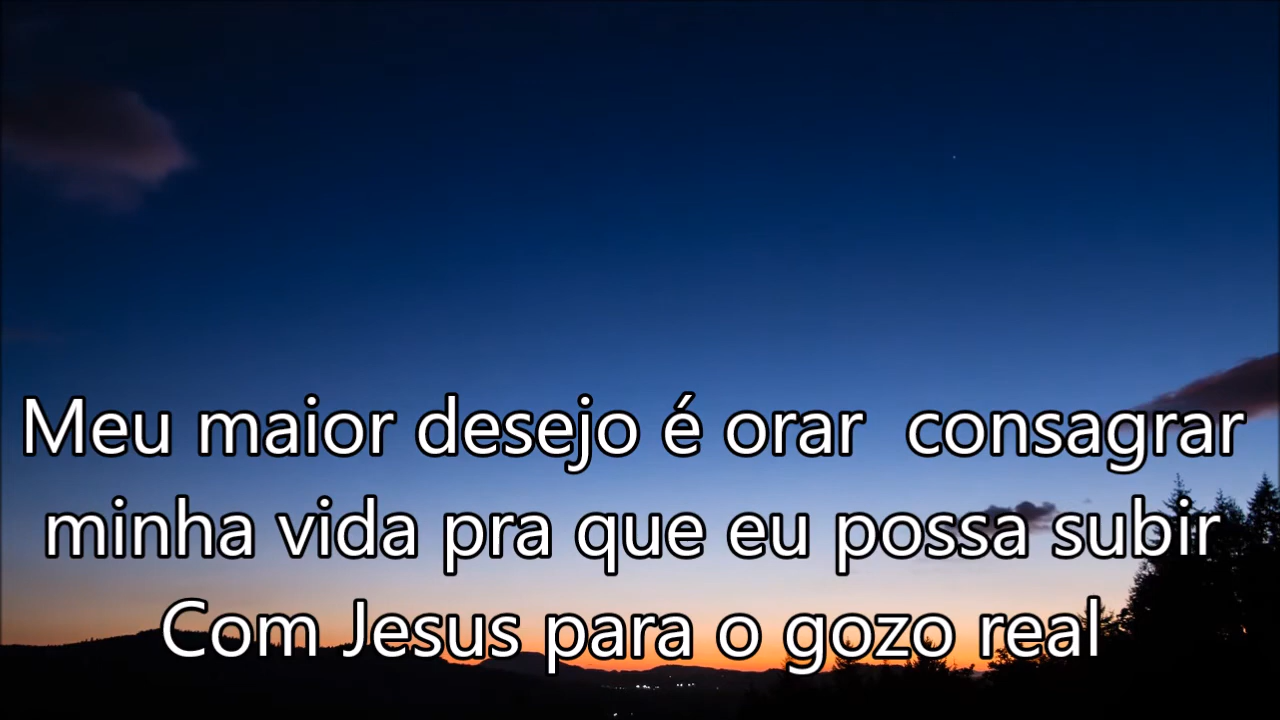 Meu maior desejo é orar  consagrar
minha vida pra que eu possa subir
Com Jesus para o gozo real